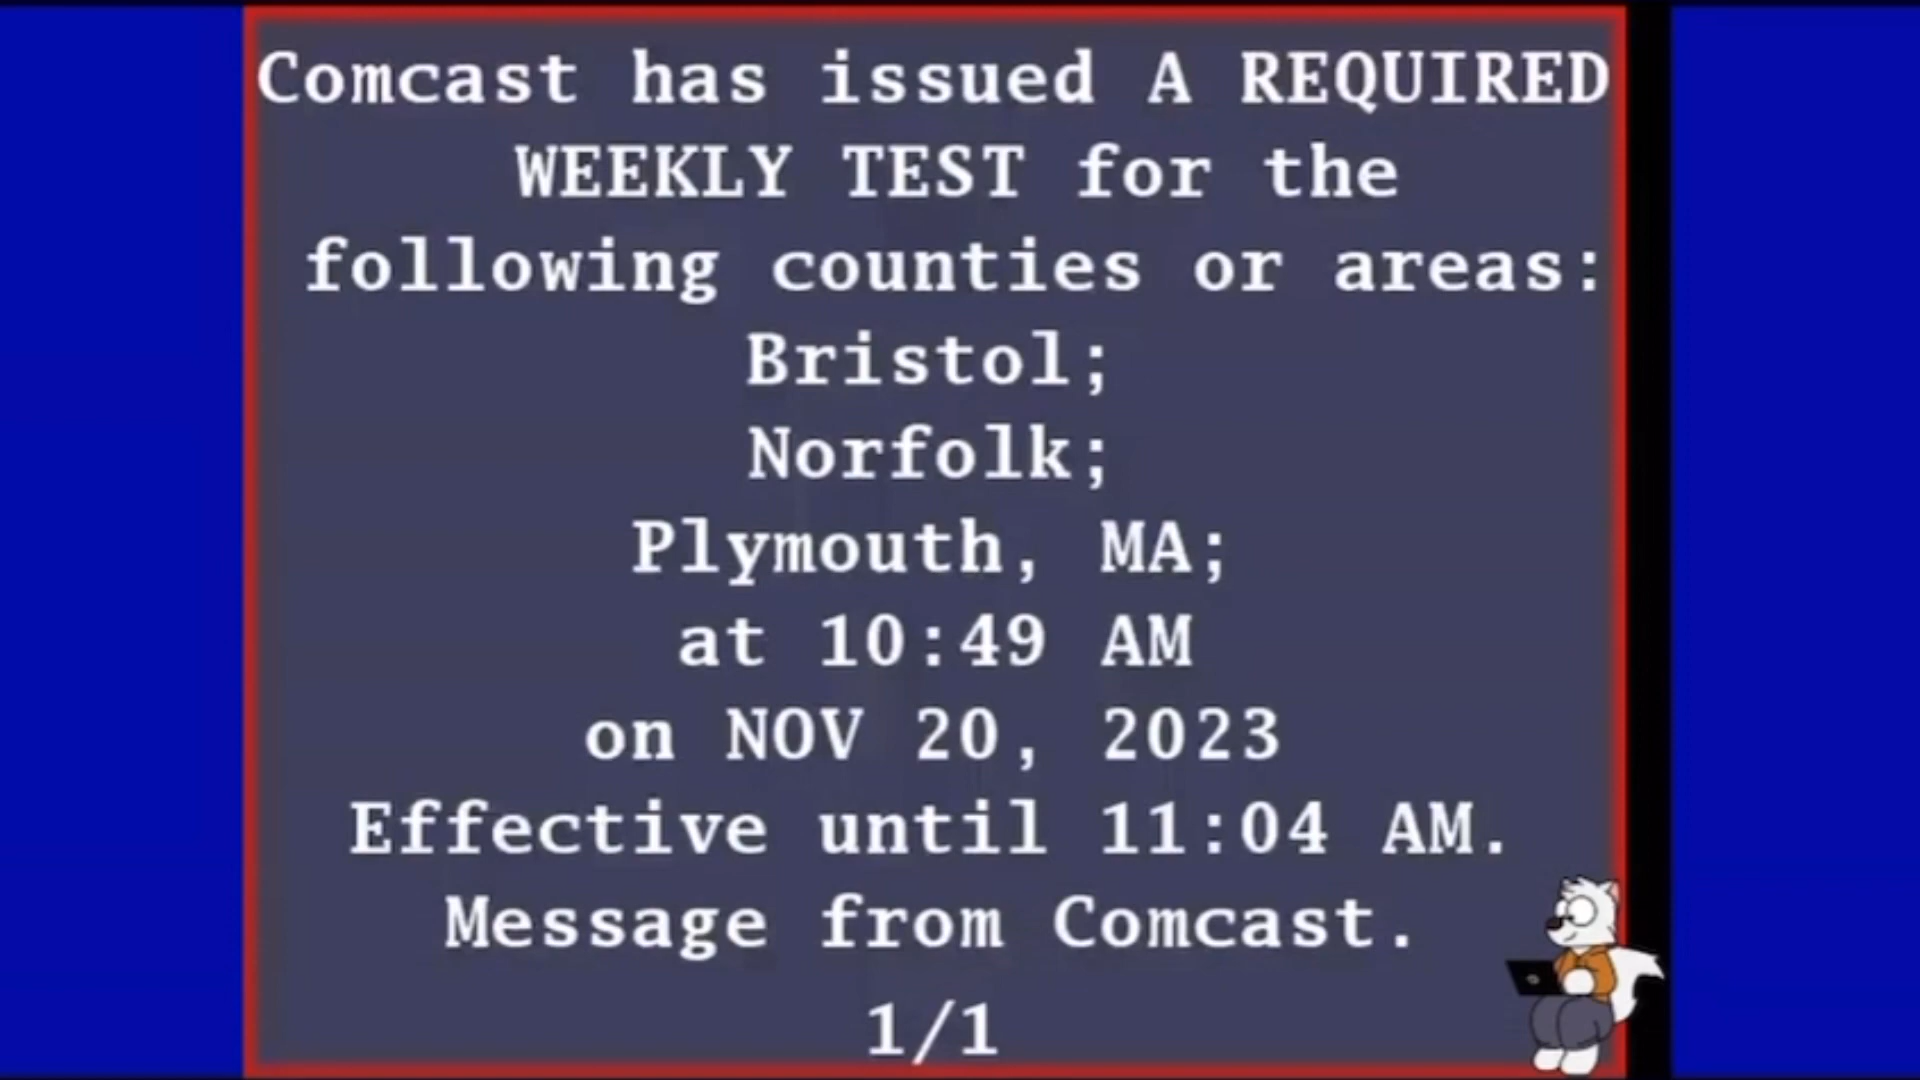 Comcast has issued A REQUIRED
WEEKLY TEST for the
following counties or areas:
Bristol;
Norfolk;
Plymouth, MA;
at 10:49 AM
on NOV 20, 2023
Effective until 11:04 AM.
Message from Comcast.
1/1